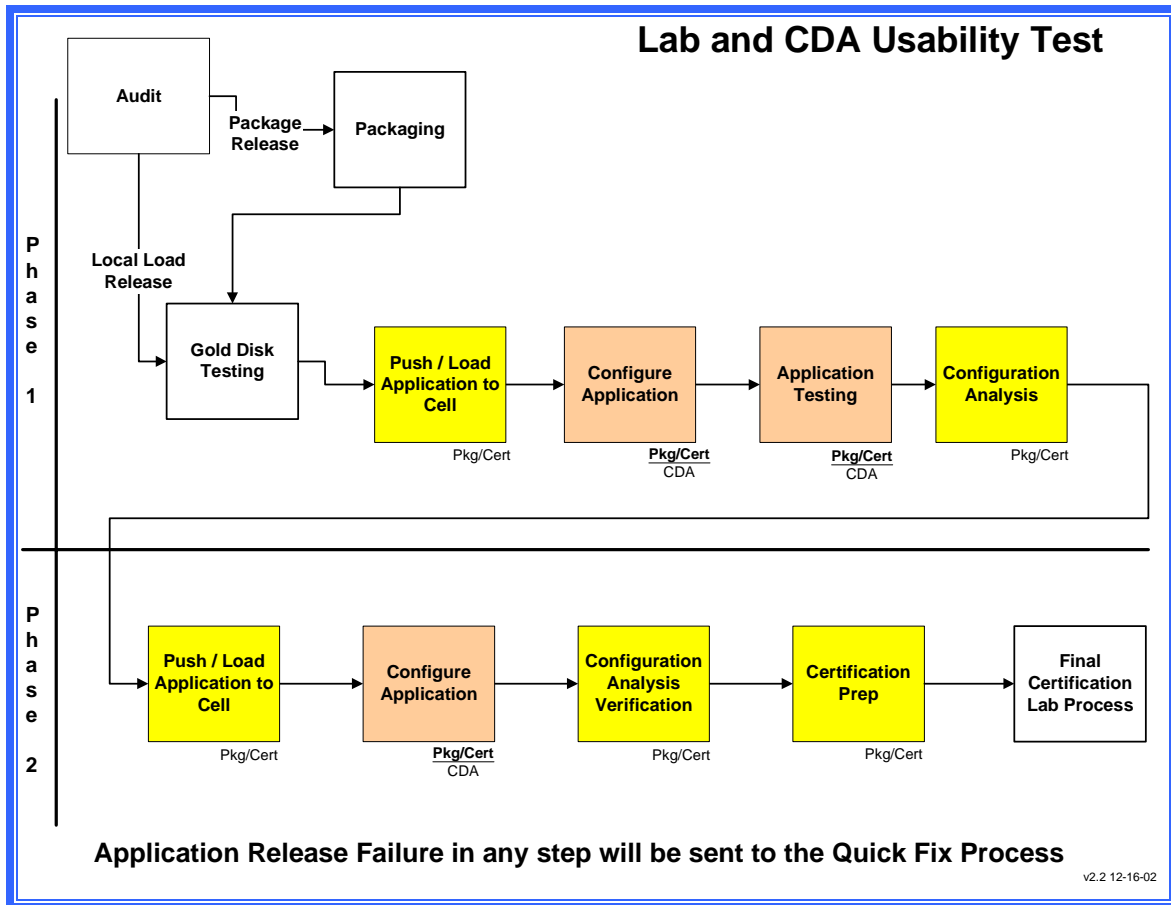 Lab and CDA Usability Test
Audit
Package
Release
Packaging
P
h
a
s
e
1
Local Load
Release
Gold Disk
Testing
Push / Load
Application to
Cell
Pkg/Cert
Configure
Application
Pkg/Cert
CDA
Application
Testing
Pkg/Cert
CDA
Configuration
Analysis
Pkg/Cert
P
h
a
s
e
2
Push / Load
Application to
Cell
Pkg/Cert
Configure
Application
Pkg/Cert
CDA
Configuration
Analysis
Verification
Pkg/Cert
Certification
Prep
Pkg/Cert
Final
Certification
Lab Process
Application Release Failure in any step will be sent to the Quick Fix Process
v2.2 12-16-02